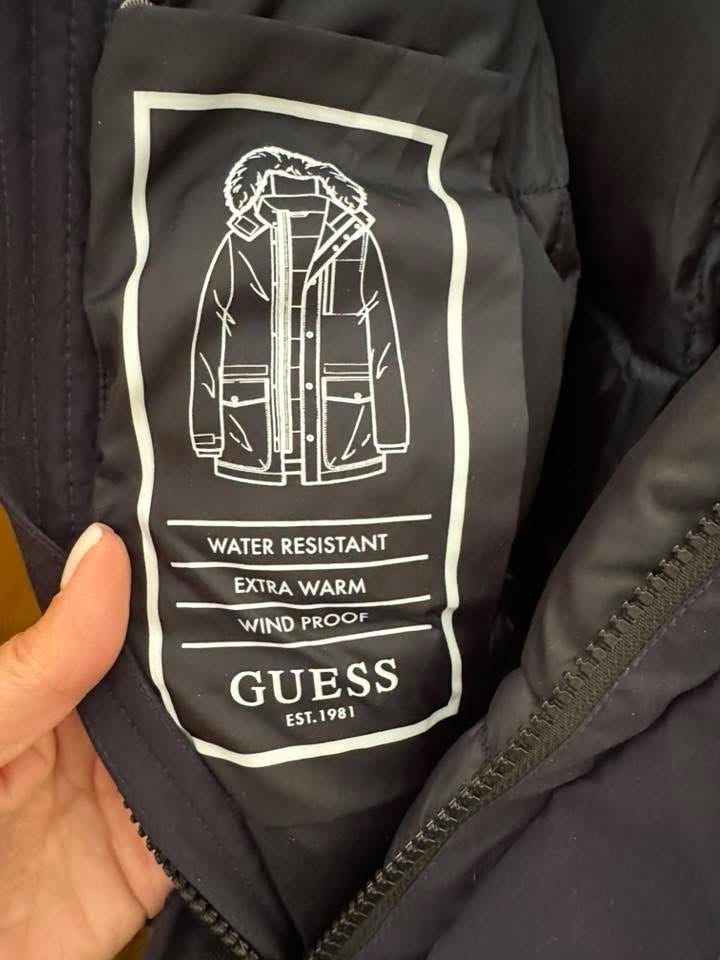 WATER RESISTANT
EXTRA WARM
WIND PROOF
GUESS
EST.1981